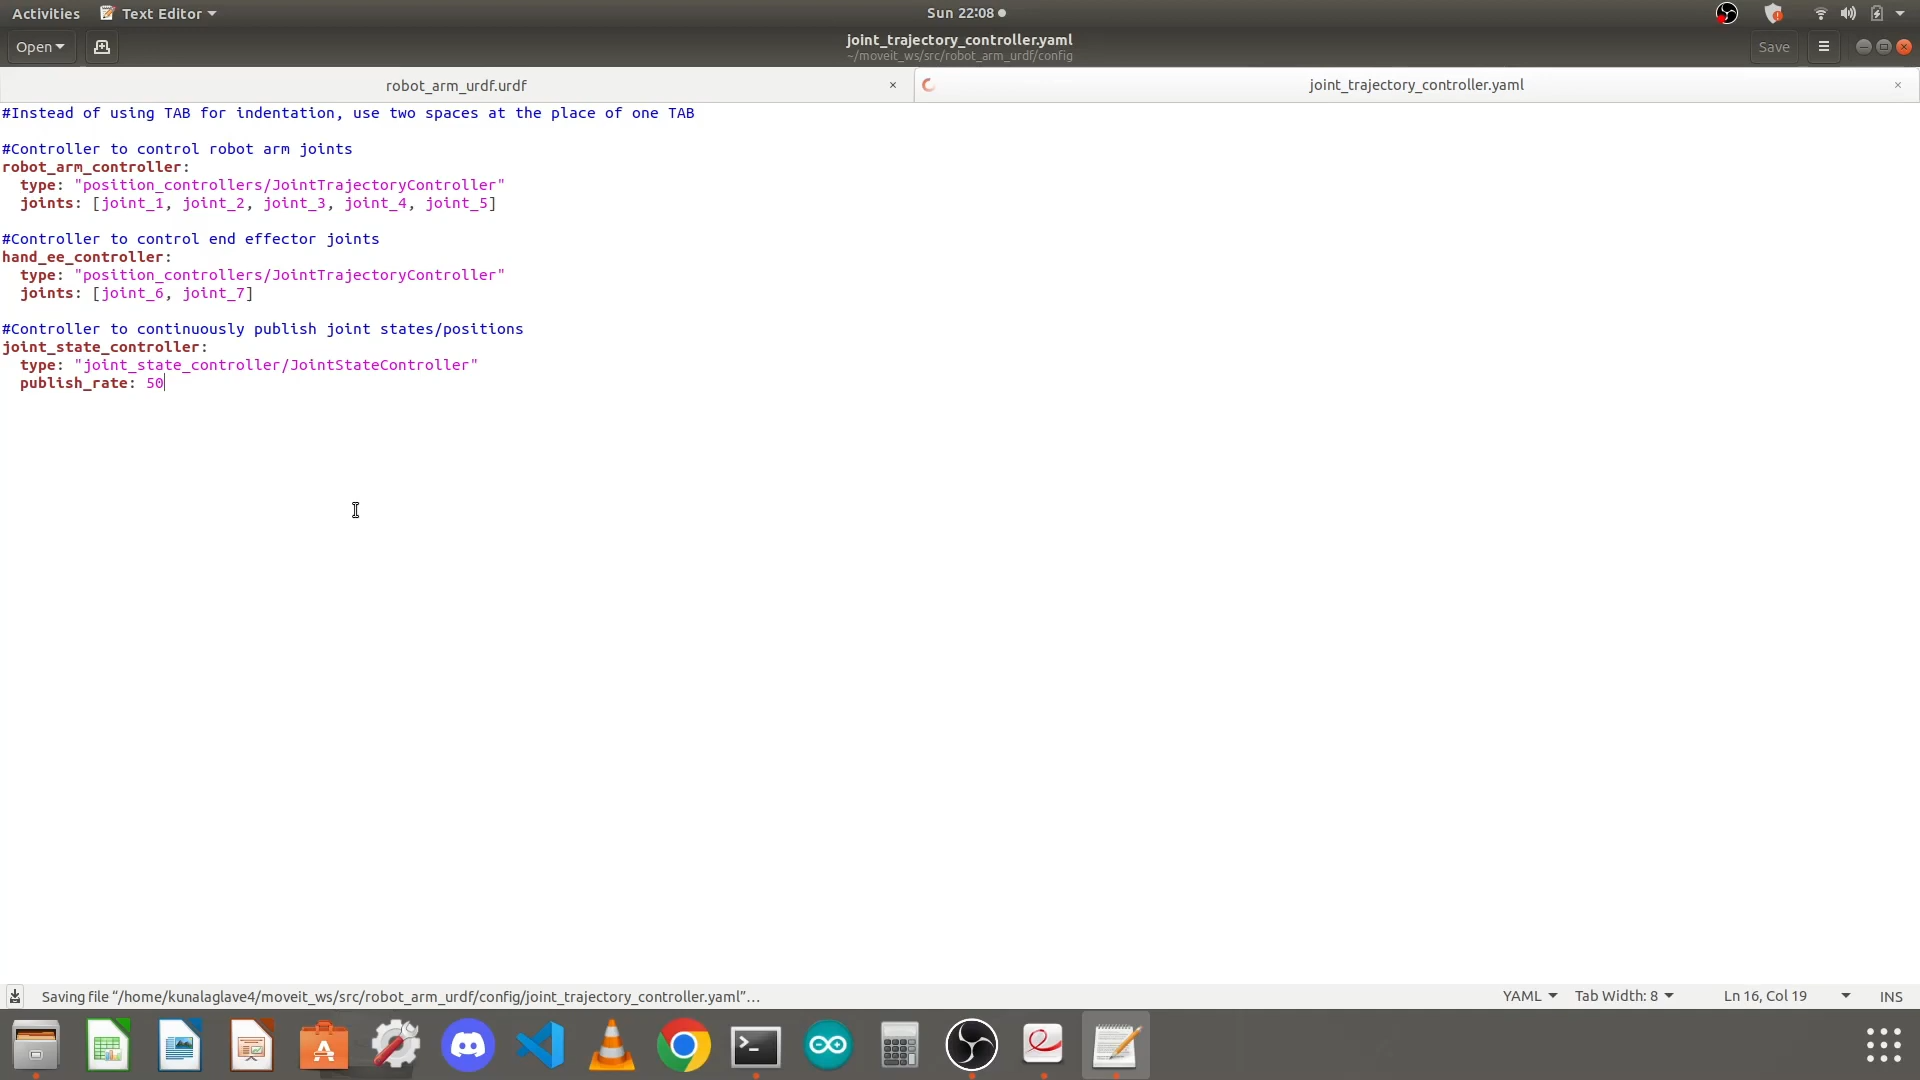 Activities Text Editor Sun 22:08
Open joint_trajectory_controller.yaml Save
~/moveit_ws/src/robot_arm_urdf/config
robot_arm_urdf.urdf × joint_trajectory_controller.yaml ×
#Instead of using TAB for indentation, use two spaces at the place of one TAB
#Controller to control robot arm joints
robot_arm_controller:
  type: "position_controllers/JointTrajectoryController"
  joints: [joint_1, joint_2, joint_3, joint_4, joint_5]
#Controller to control end effector joints
hand_ee_controller:
  type: "position_controllers/JointTrajectoryController"
  joints: [joint_6, joint_7]
#Controller to continuously publish joint states/positions
joint_state_controller:
  type: "joint_state_controller/JointStateController"
  publish_rate: 50
Saving file “/home/kunalaglave4/moveit_ws/src/robot_arm_urdf/config/joint_trajectory_controller.yaml”… YAML Tab Width: 8 Ln 16, Col 19 INS